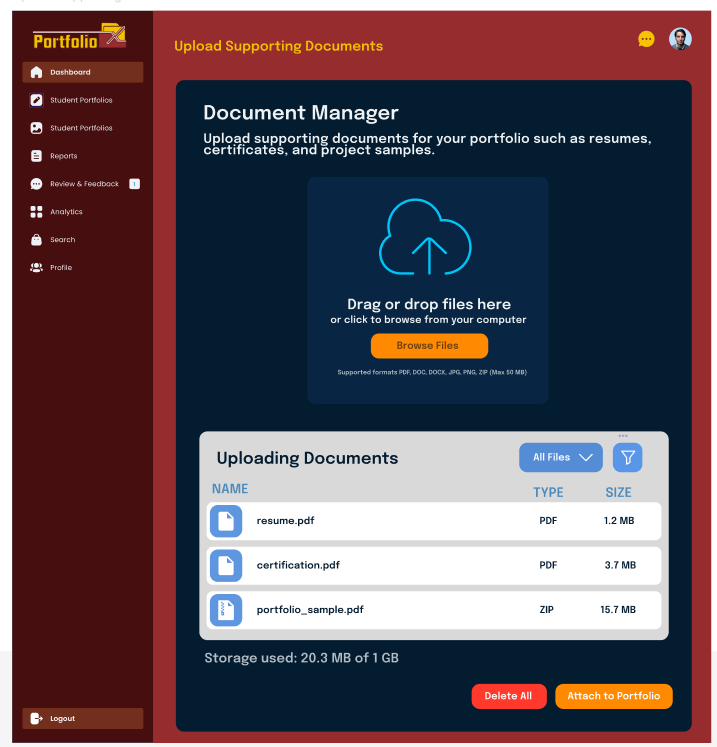 Portfolio
Upload Supporting Documents
Dashboard
Student Portfolios
Student Portfolios
Reports
Review & Feedback 1
Analytics
Search
Profile
Logout
Document Manager
Upload supporting documents for your portfolio such as resumes,
certificates, and project samples.
Drag or drop files here
or click to browse from your computer
Browse Files
Supported formats PDF, DOC, DOCX, JPG, PNG, ZIP (Max 50 MB)
Uploading Documents
All Files
NAME TYPE SIZE
resume.pdf PDF 1.2 MB
certification.pdf PDF 3.7 MB
portfolio_sample.pdf ZIP 15.7 MB
Storage used: 20.3 MB of 1 GB
Delete All
Attach to Portfolio